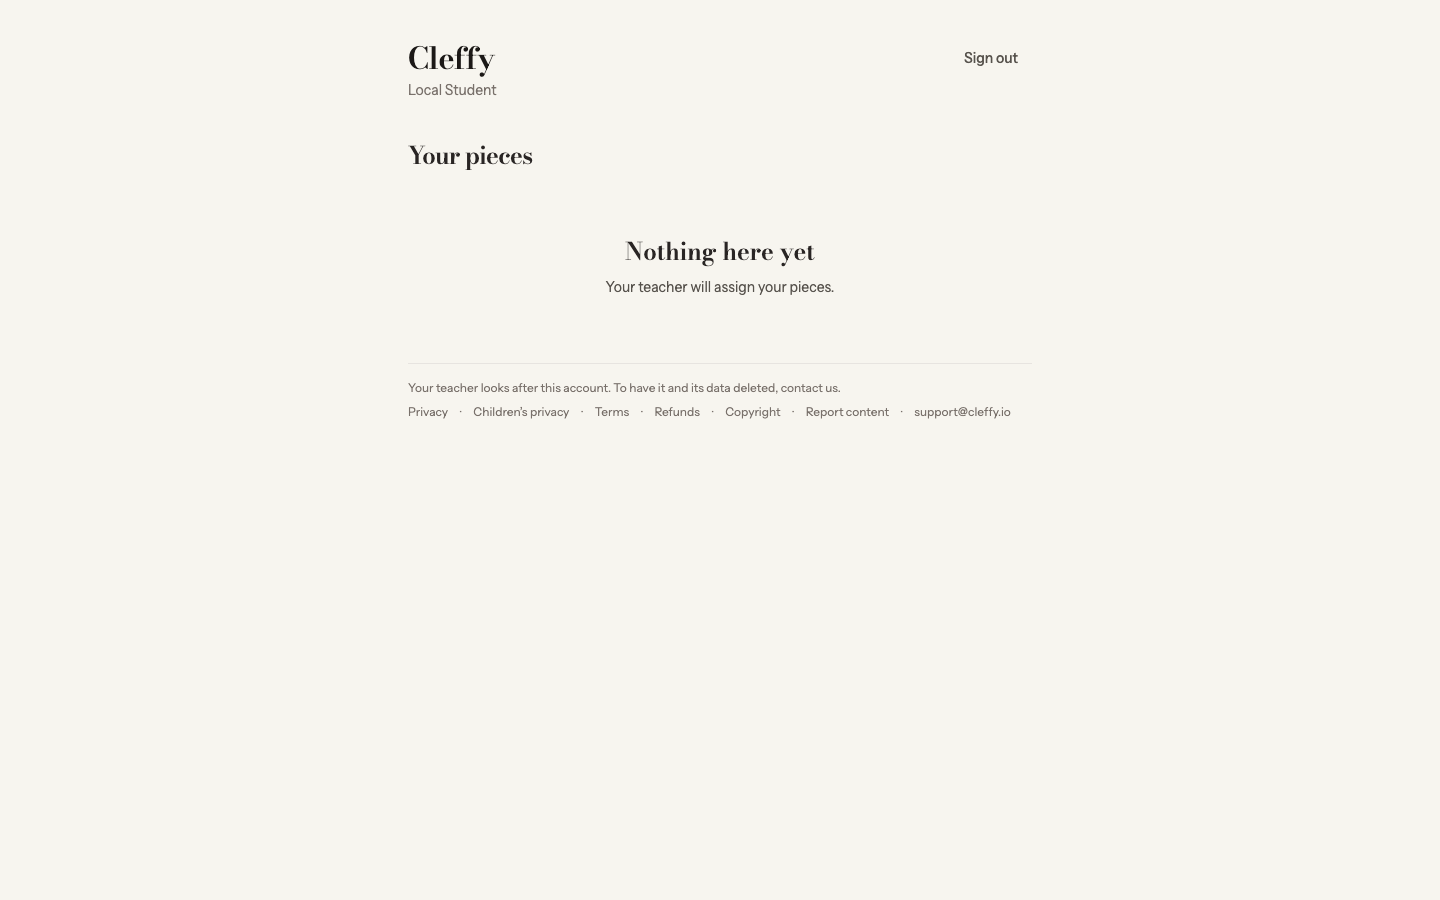 Cleffy
Sign out
Local Student
Your pieces
Nothing here yet
Your teacher will assign your pieces.
Your teacher looks after this account. To have it and its data deleted, contact us.
Privacy · Children's privacy · Terms · Refunds · Copyright · Report content · support@cleffy.io